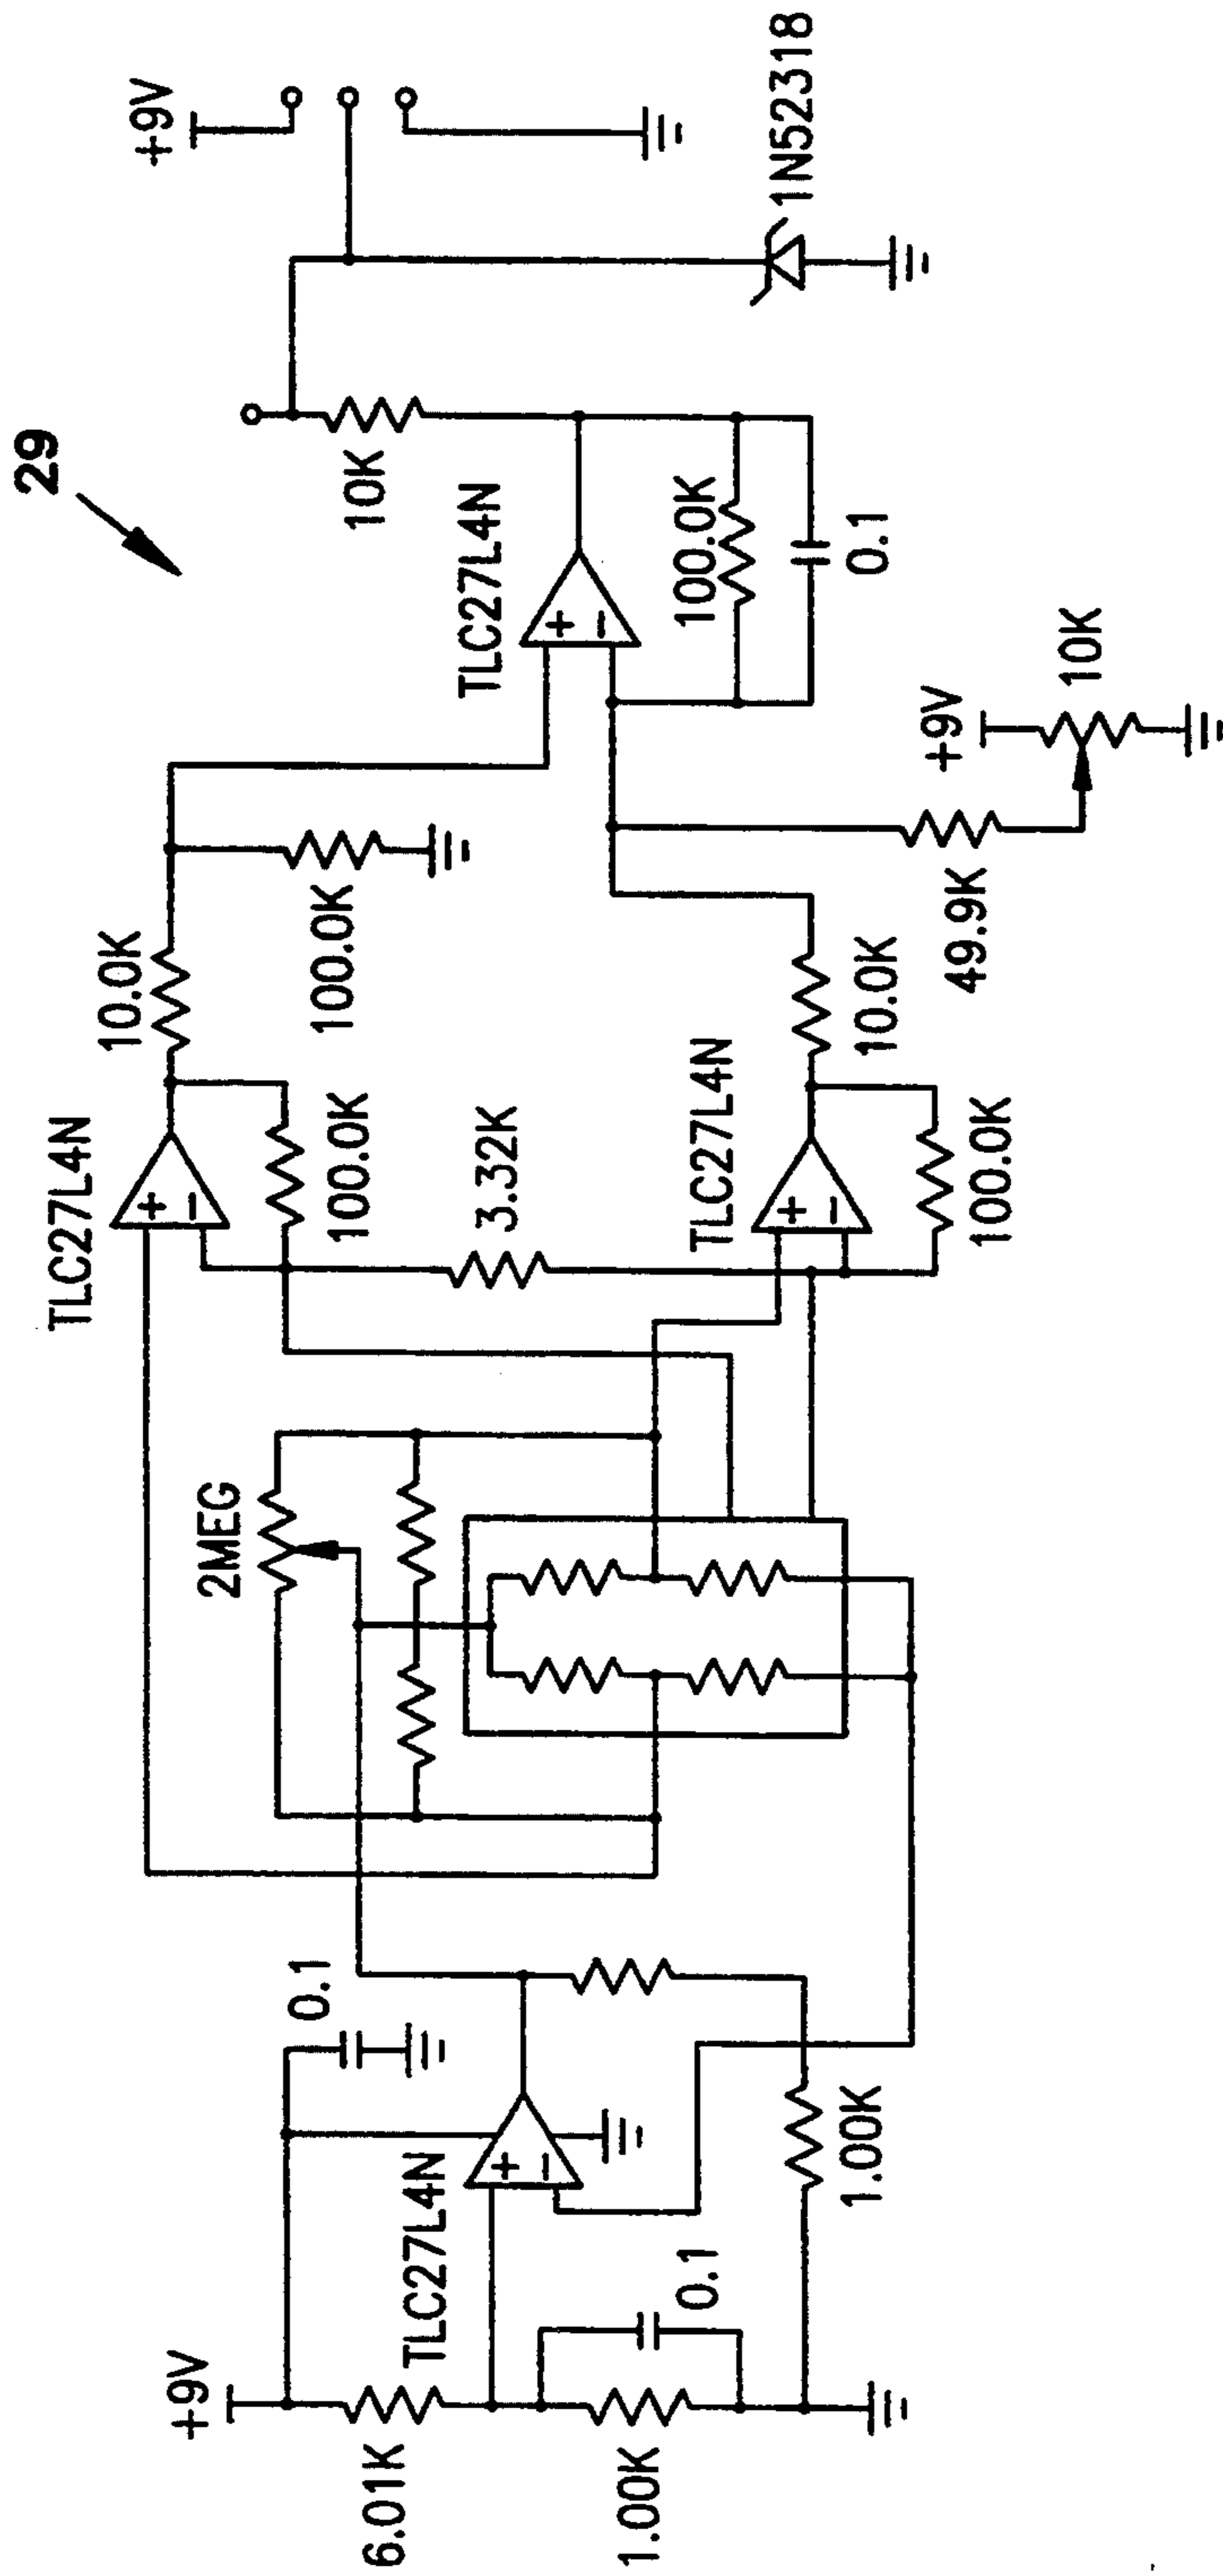 29
+9V
6.01K
1.00K
0.1
TLC27L4N
+
−
0.1
1.00K
2MEG
TLC27L4N
+
−
100.0K
3.32K
TLC27L4N
+
−
100.0K
10.0K
100.0K
10.0K
49.9K
+9V
10K
TLC27L4N
+
−
100.0K
0.1
10K
+9V
1N52318